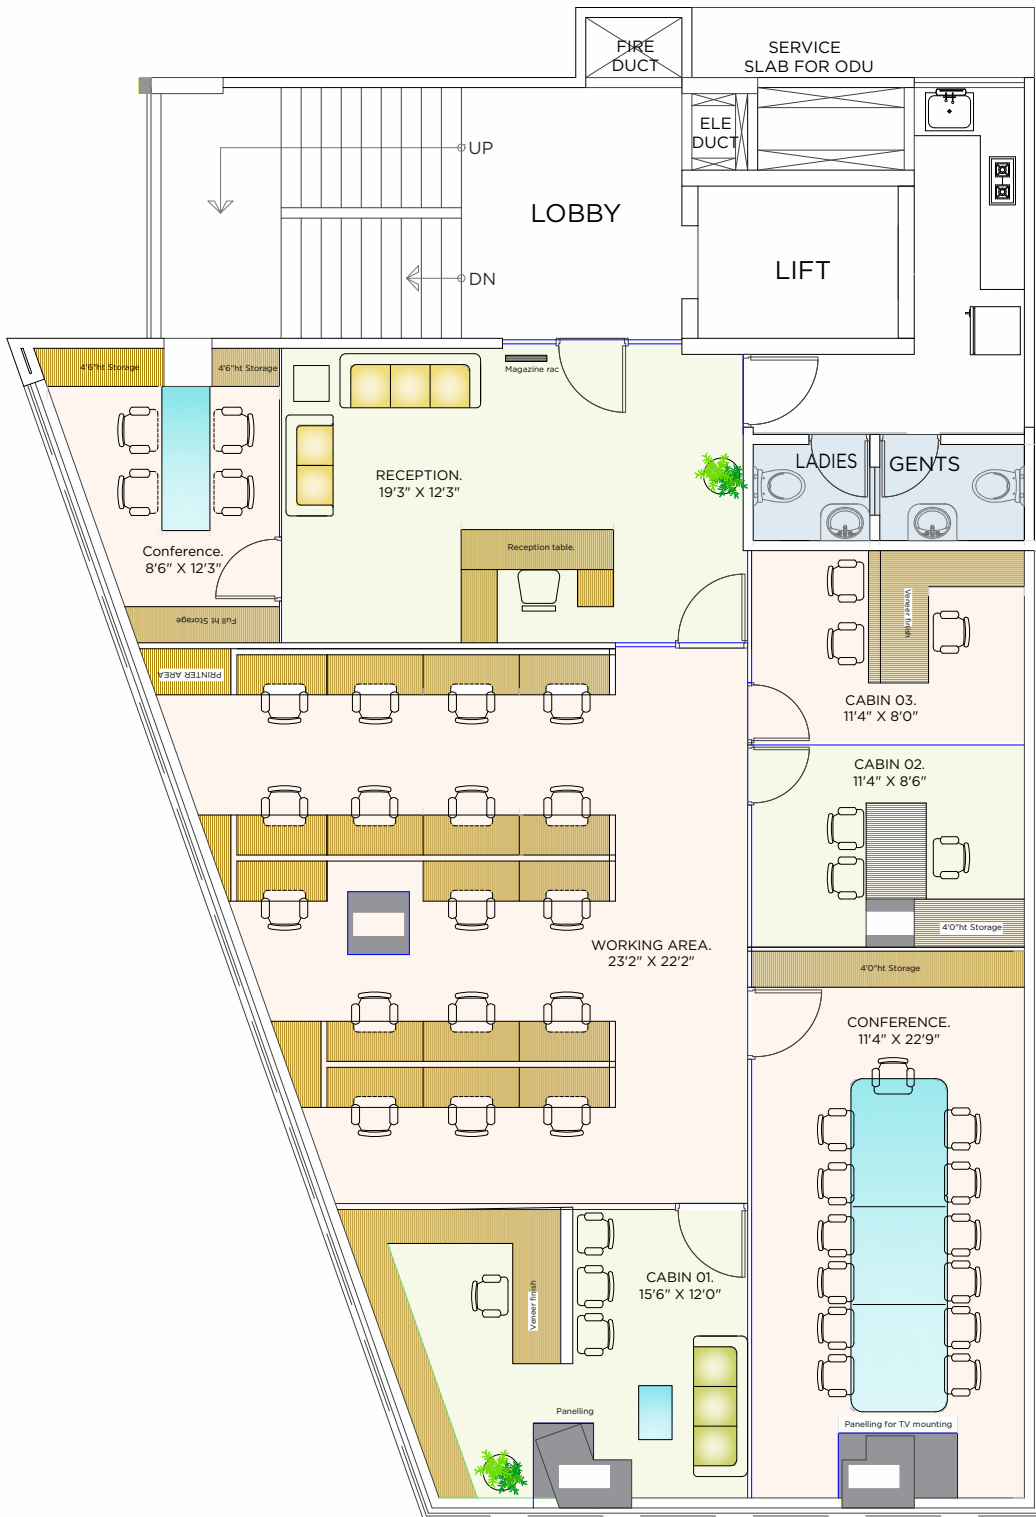 FIRE
DUCT
SERVICE
SLAB FOR ODU
ELE
DUCT
UP
LOBBY
DN
LIFT
4'6"ht Storage
4'6"ht Storage
Magazine rac
RECEPTION.
19'3" X 12'3"
LADIES
GENTS
Conference.
8'6" X 12'3"
Reception table.
Full ht Storage
Veneer finish
PRINTER AREA
CABIN 03.
11'4" X 8'0"
CABIN 02.
11'4" X 8'6"
4'0"ht Storage
WORKING AREA.
23'2" X 22'2"
4'0"ht Storage
CONFERENCE.
11'4" X 22'9"
CABIN 01.
15'6" X 12'0"
Veneer finish
Panelling
Panelling for T.V mounting